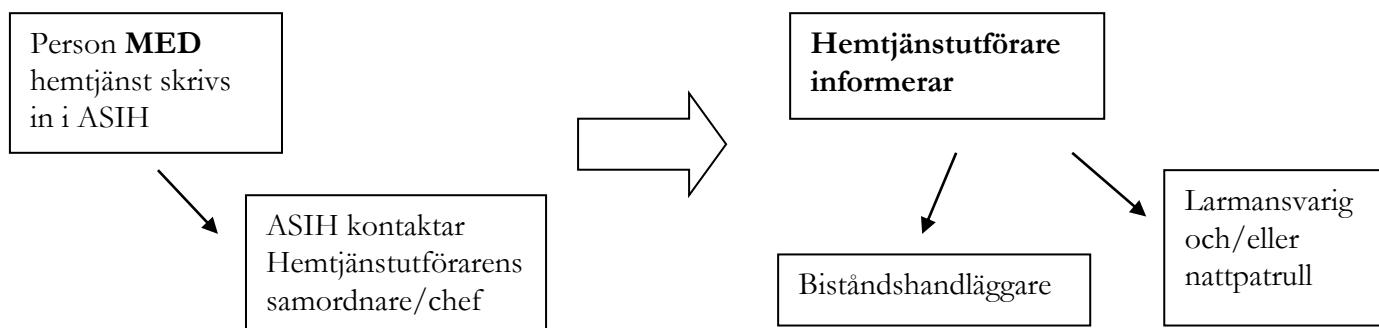 Person MED
hemtjänst skrivs
in i ASIH
ASIH kontaktar
Hemtjänstutförarens
samordnare/chef
Hemtjänstutförare
informerar
Biståndshandläggare
Larmansvarig
och/eller
nattpatrull